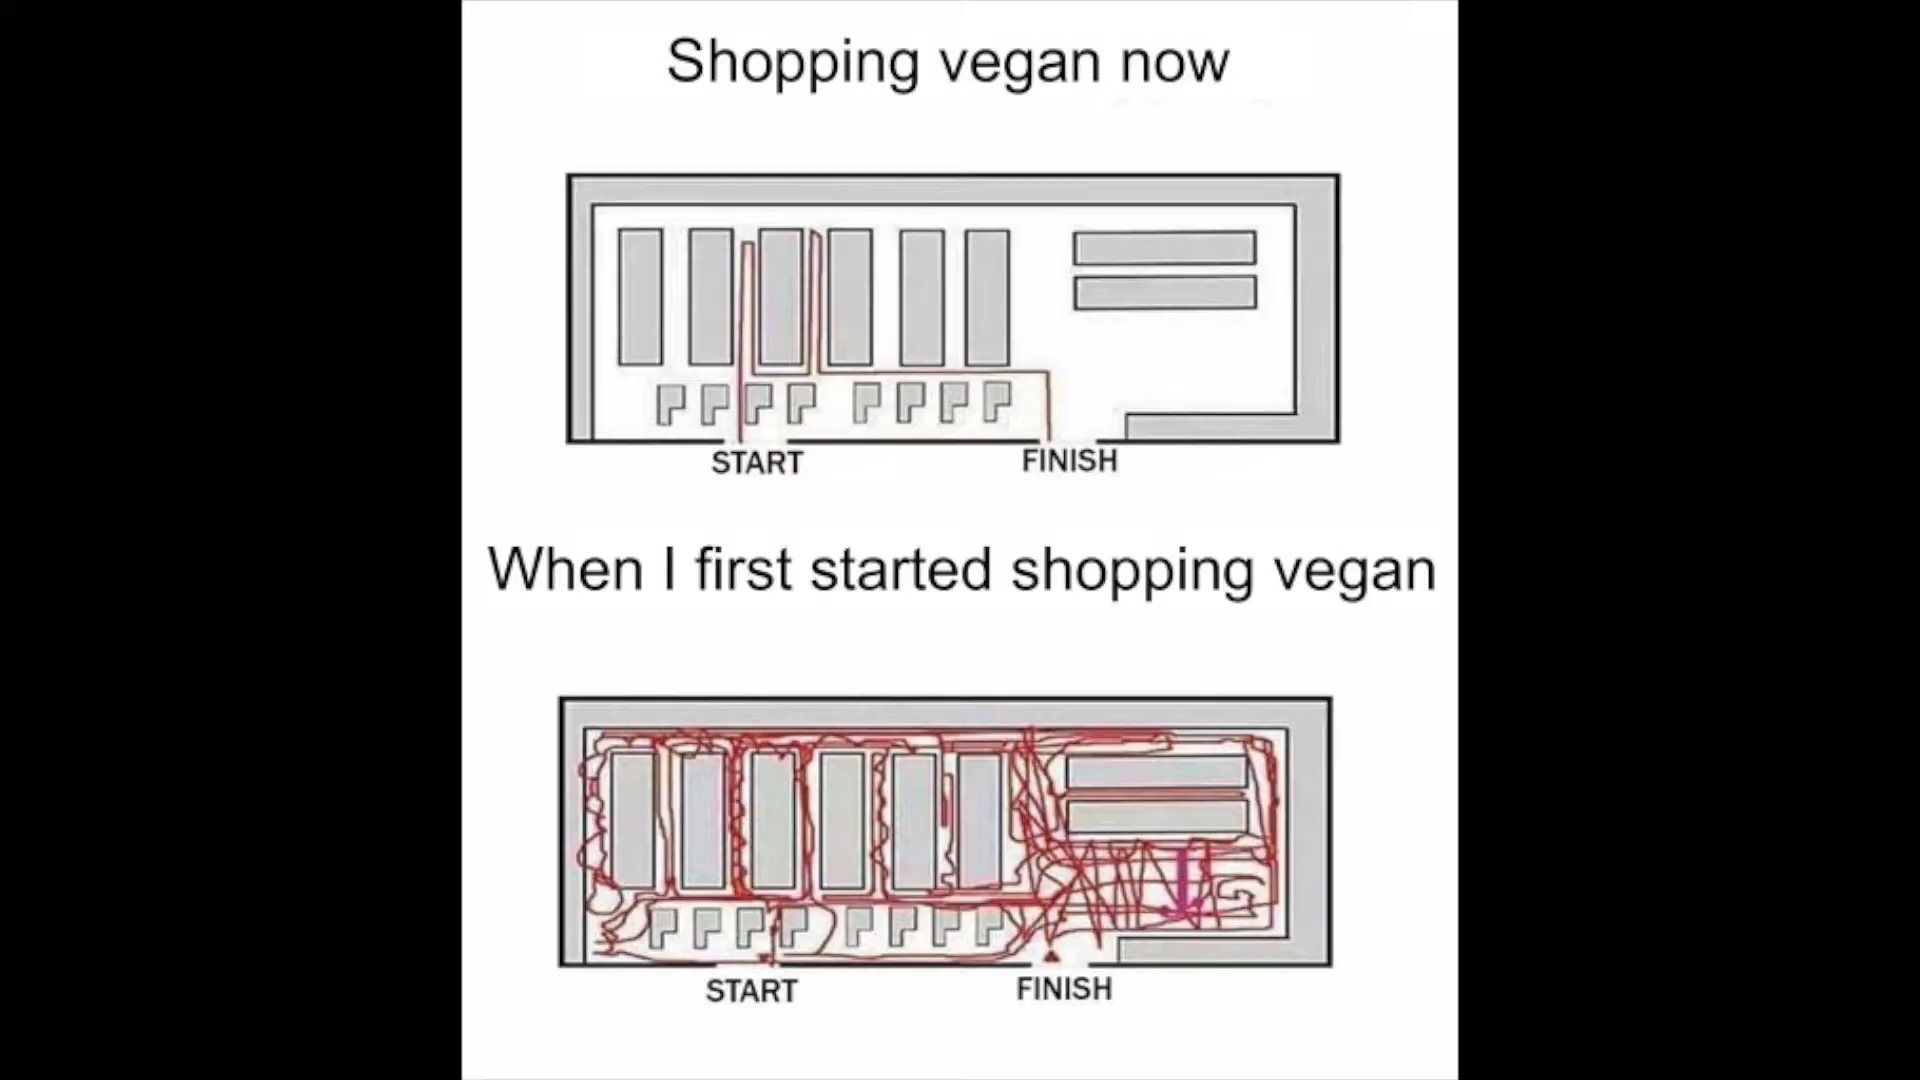 Shopping vegan now
START
FINISH
When I first started shopping vegan
START
FINISH